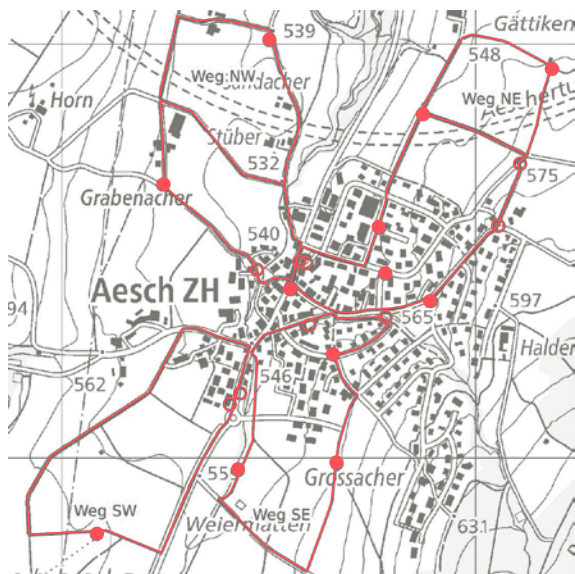 539
Gättiken
548
Weg NW
Sandacher
Weg NE
Aeschertu
Horn
Stüber
532
575
Grabenacher
540
Aesch ZH
94
565
597
Halder
546
562
55
Grossacher
Weg SW
Weg SE
Weiermatten
631